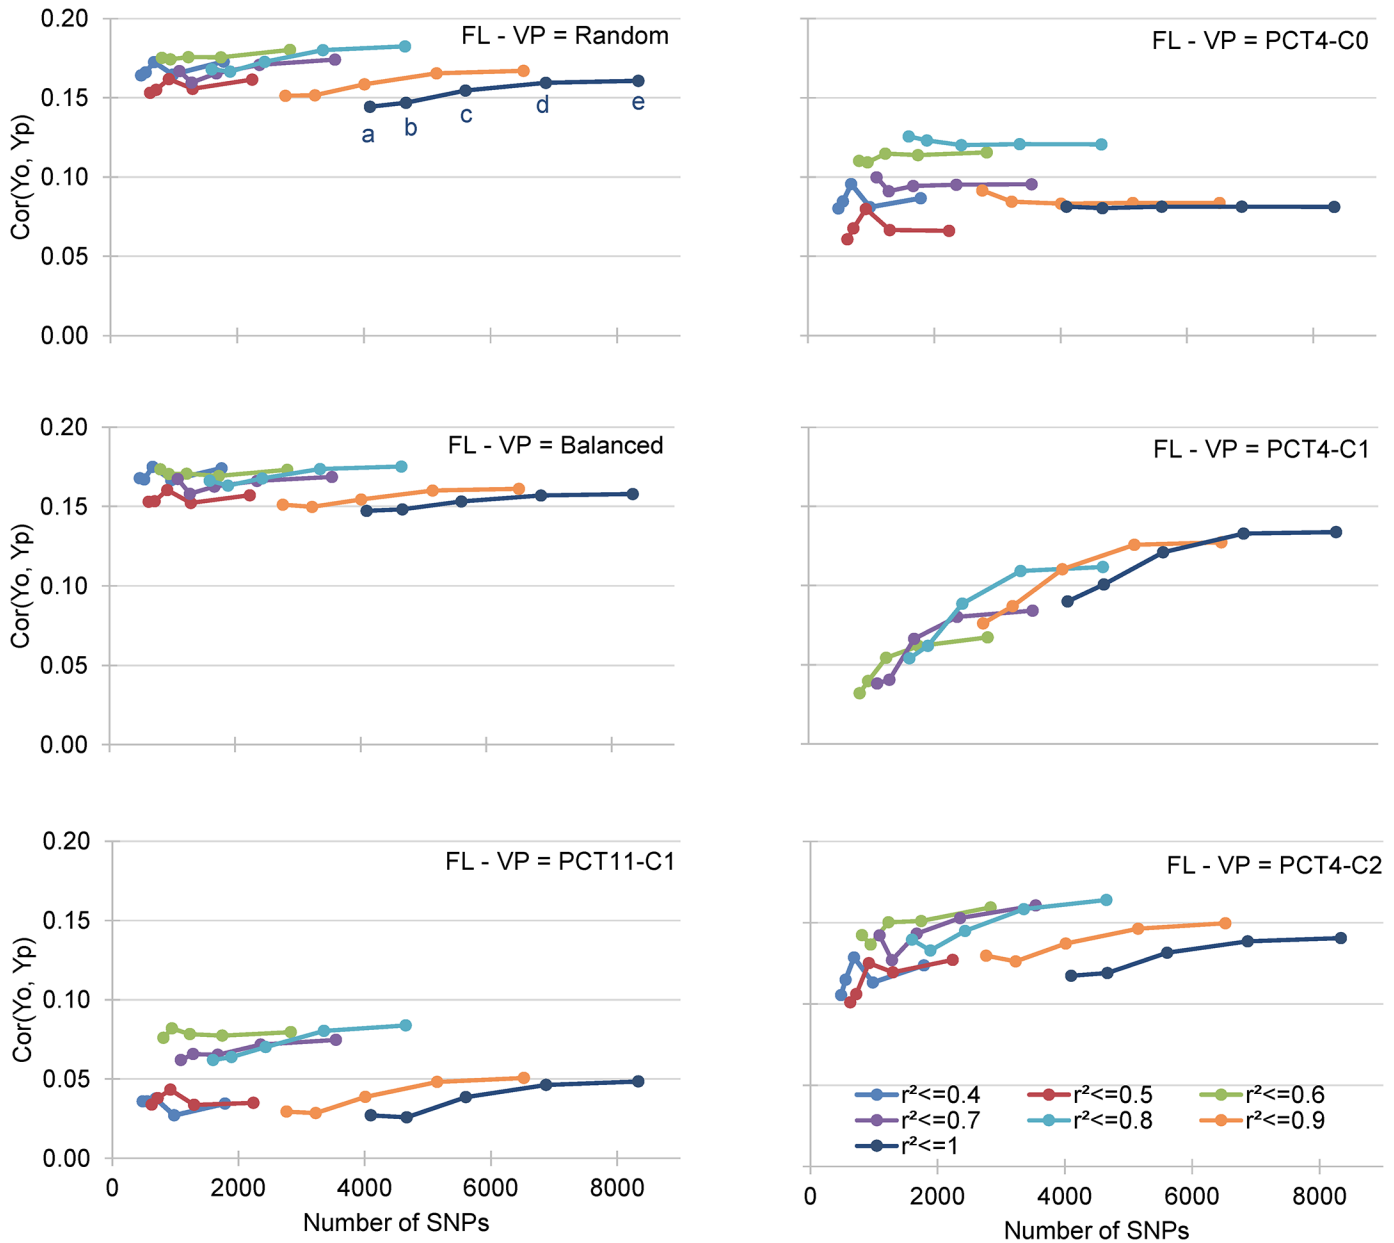 FL - VP = Random
0.20
0.15
0.10
0.05
0.00
Cor(Yo, Yp)
a
b
c
d
e
FL - VP = PCT4-C0
FL - VP = Balanced
0.20
0.15
0.10
0.05
0.00
Cor(Yo, Yp)
FL - VP = PCT4-C1
FL - VP = PCT11-C1
0.20
0.15
0.10
0.05
0.00
Cor(Yo, Yp)
0 2000 4000 6000 8000
Number of SNPs
FL - VP = PCT4-C2
r²<=0.4 r²<=0.5 r²<=0.6
r²<=0.7 r²<=0.8 r²<=0.9
r²<=1
0 2000 4000 6000 8000
Number of SNPs